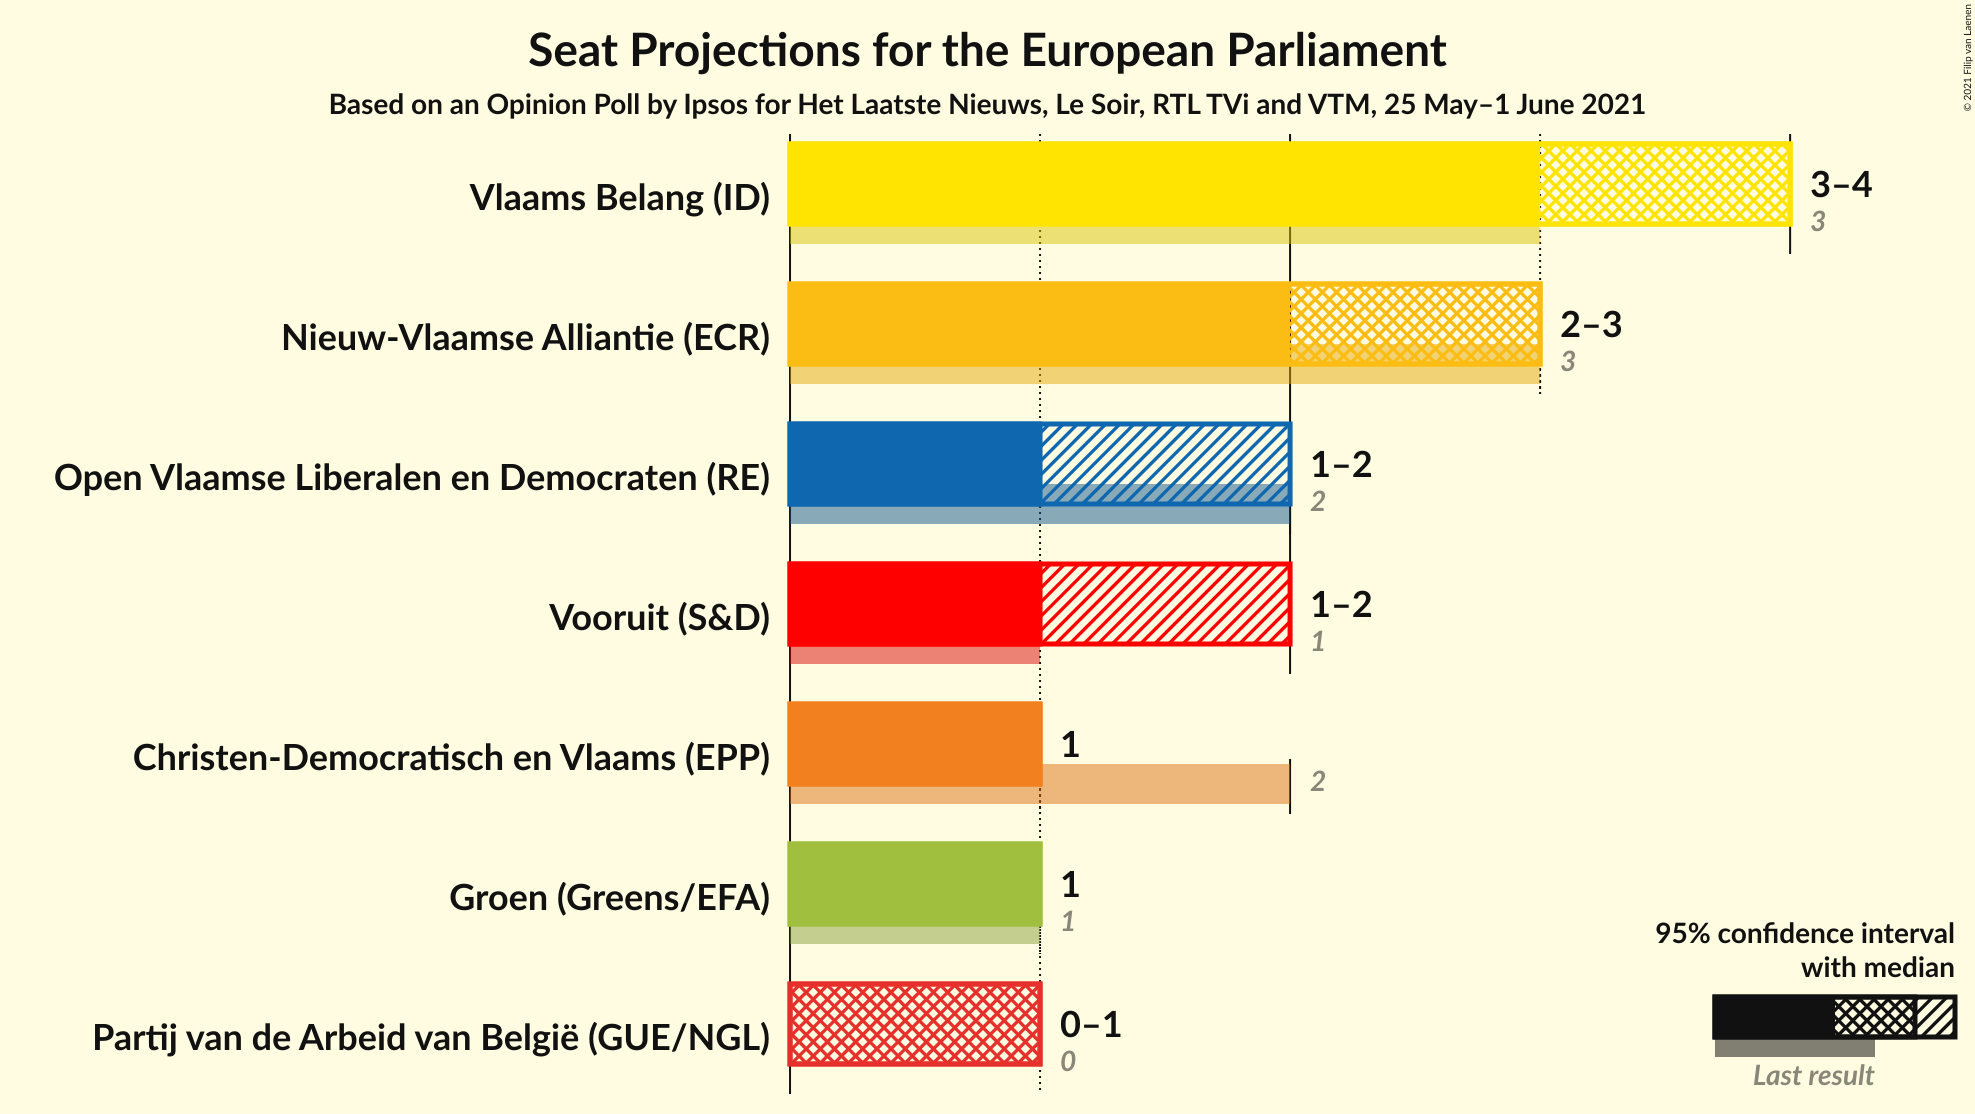 Seat Projections for the European Parliament
Based on an Opinion Poll by Ipsos for Het Laatste Nieuws, Le Soir, RTL TVi and VTM, 25 May–1 June 2021
© 2021 Filip van Laenen
Vlaams Belang (ID)
3–4
3
Nieuw-Vlaamse Alliantie (ECR)
2–3
3
Open Vlaamse Liberalen en Democraten (RE)
1–2
2
Vooruit (S&D)
1–2
1
Christen-Democratisch en Vlaams (EPP)
1
2
Groen (Greens/EFA)
1
1
Partij van de Arbeid van België (GUE/NGL)
0–1
0
95% confidence interval
with median
Last result